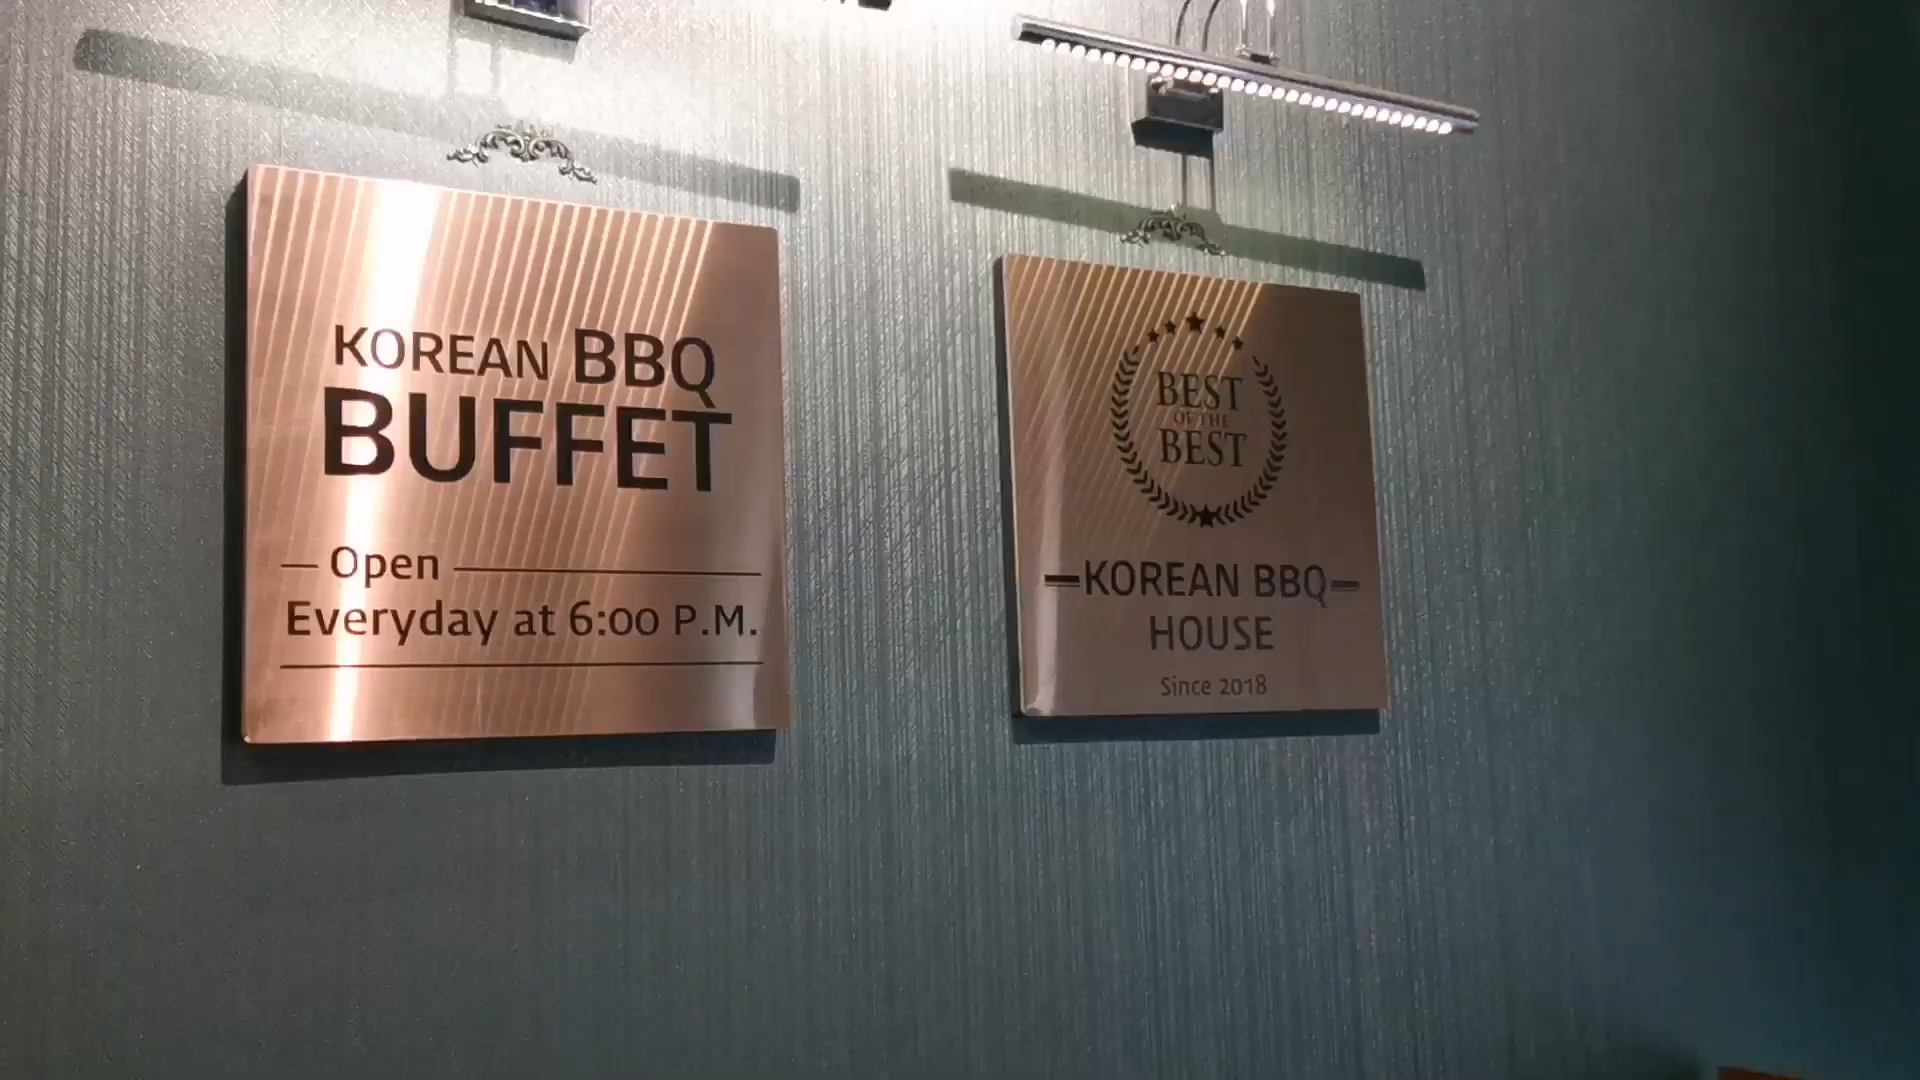 KOREAN BBQ
BUFFET
Open
Everyday at 6:00 P.M.
BEST
OF THE
BEST
KOREAN BBQ
HOUSE
Since 2018